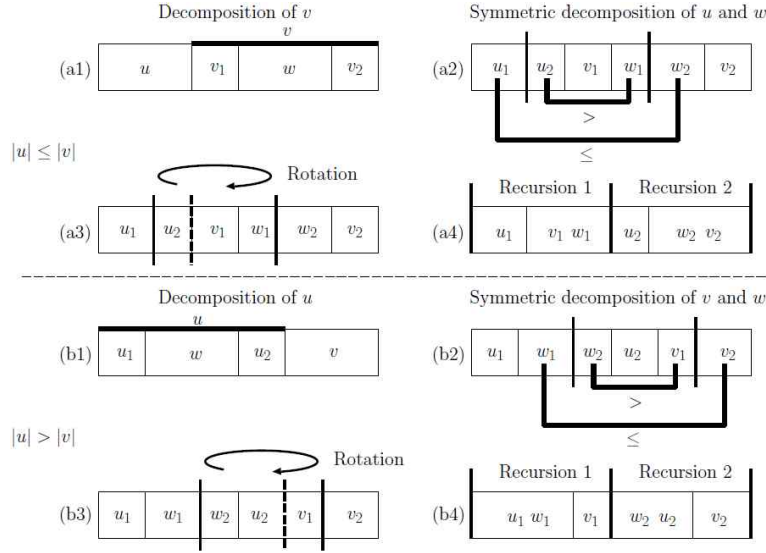 Decomposition of v
v
(a1) u v₁ w v₂
Symmetric decomposition of u and w
(a2) u₁ u₂ v₁ w₁ w₂ v₂
>
≤
|u| ≤ |v|
Rotation
(a3) u₁ u₂ v₁ w₁ w₂ v₂
Recursion 1 Recursion 2
(a4) u₁ v₁ w₁ u₂ w₂ v₂
Decomposition of u
u
(b1) u₁ w u₂ v
Symmetric decomposition of v and w
(b2) u₁ w₁ w₂ u₂ v₁ v₂
>
≤
|u| > |v|
Rotation
(b3) u₁ w₁ w₂ u₂ v₁ v₂
Recursion 1 Recursion 2
(b4) u₁ w₁ v₁ w₂ u₂ v₂